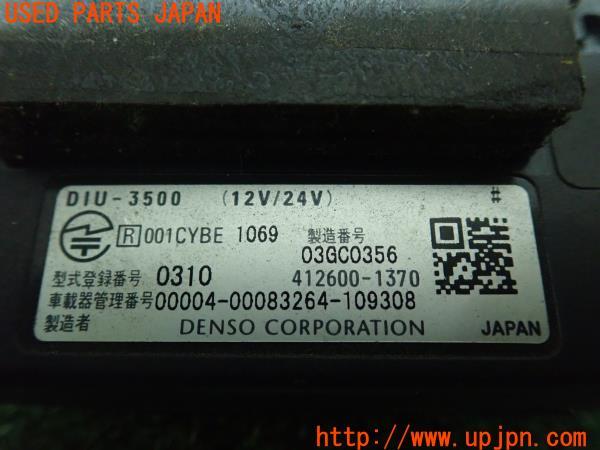 USED PARTS JAPAN
DIU-3500 (12V/24V) #
R 001CYBE 1069 製造番号
03GC0356
型式登録番号 0310 412600-1370
車載器管理番号 00004-00083264-109308
製造者 DENSO CORPORATION JAPAN
www.upjpn.com